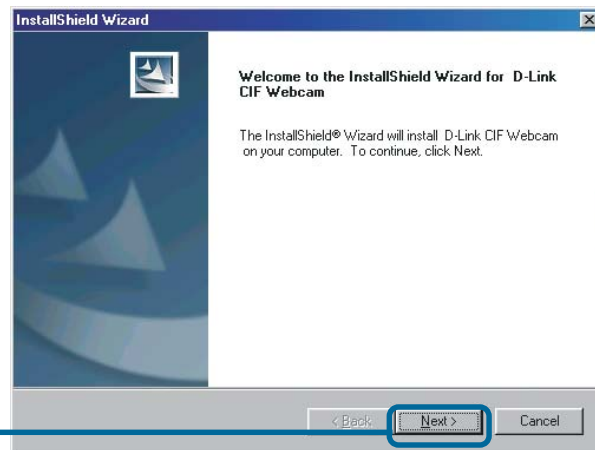 InstallShield Wizard
Welcome to the InstallShield Wizard for D-Link
CIF Webcam
The InstallShield® Wizard will install D-Link CIF Webcam
on your computer. To continue, click Next.
< Back
Next >
Cancel